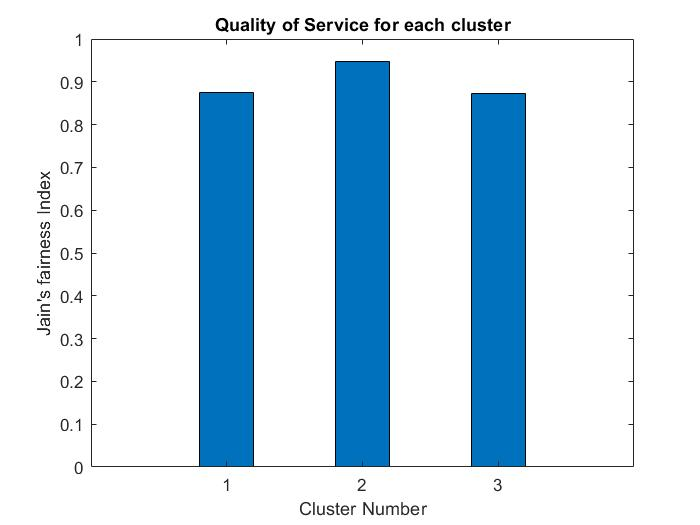 Quality of Service for each cluster
1
0.9
0.8
0.7
0.6
0.5
0.4
0.3
0.2
0.1
0
Jain's fairness Index
1 2 3
Cluster Number